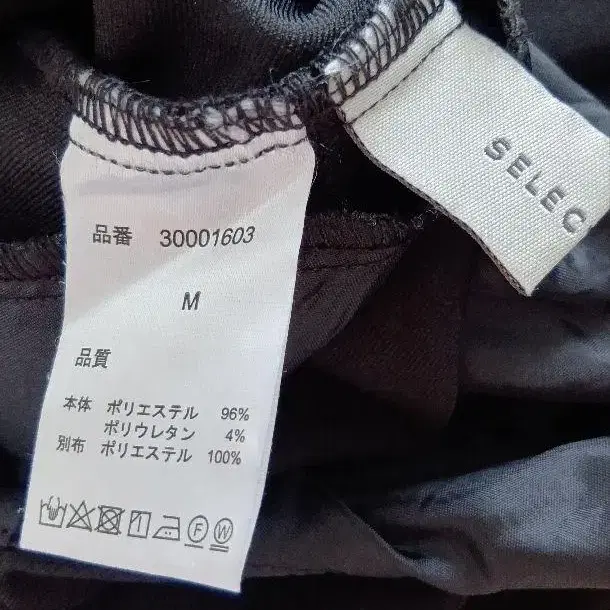 品番 30001603
M
品質
本体 ポリエステル 96%
ポリウレタン 4%
別布 ポリエステル 100%
F W
SELEC